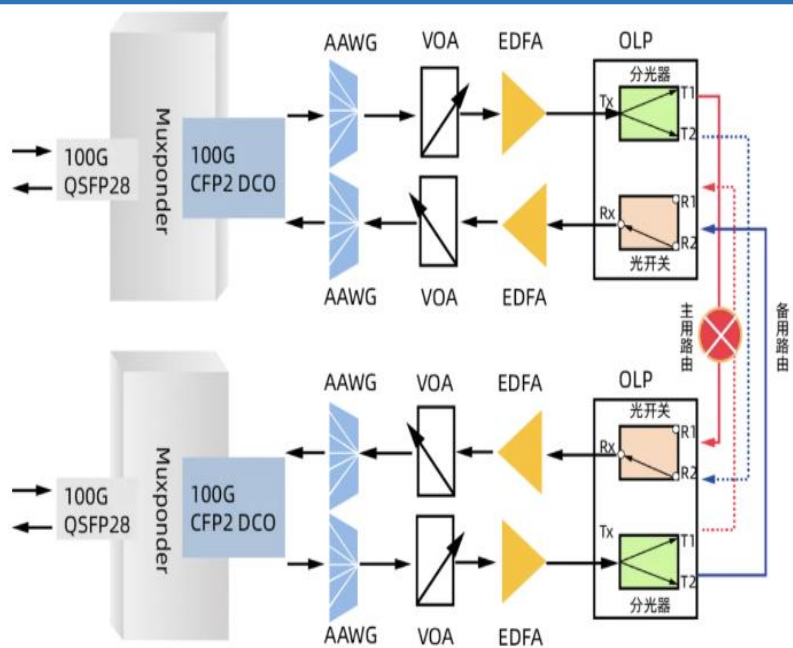 AAWG
VOA
EDFA
OLP
分光器
Tx
T1
T2
Muxponder
100G
QSFP28
100G
CFP2 DCO
Rx
R1
R2
光开关
AAWG
VOA
EDFA
主用路由
备用路由
AAWG
VOA
EDFA
OLP
光开关
Rx
R1
R2
Muxponder
100G
QSFP28
100G
CFP2 DCO
Tx
T1
T2
分光器
AAWG
VOA
EDFA